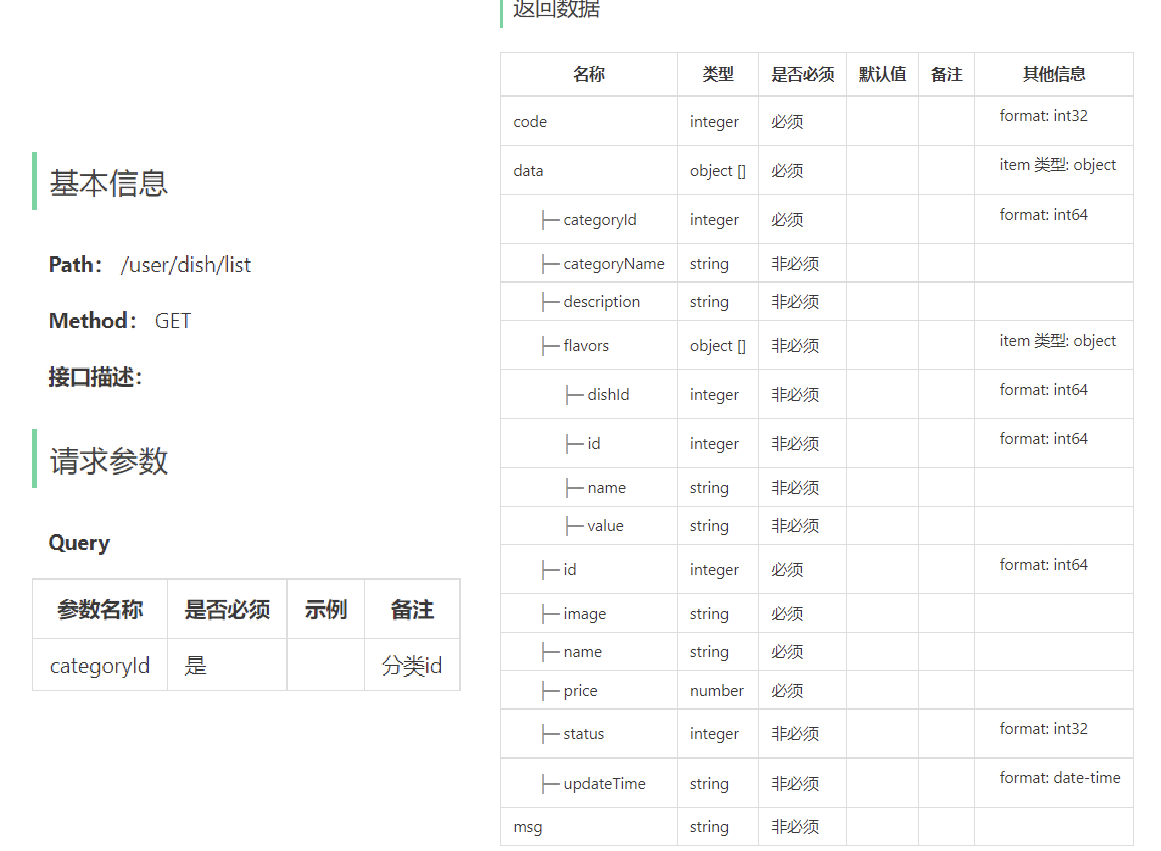 基本信息
Path： /user/dish/list
Method： GET
接口描述：
请求参数
Query
参数名称 是否必须 示例 备注
categoryId 是 分类id
返回数据
名称 类型 是否必须 默认值 备注 其他信息
code integer 必须 format: int32
data object [] 必须 item 类型: object
├─ categoryId integer 必须 format: int64
├─ categoryName string 非必须
├─ description string 非必须
├─ flavors object [] 非必须 item 类型: object
├─ dishId integer 非必须 format: int64
├─ id integer 非必须 format: int64
├─ name string 非必须
├─ value string 非必须
├─ id integer 必须 format: int64
├─ image string 必须
├─ name string 必须
├─ price number 必须
├─ status integer 非必须 format: int32
├─ updateTime string 非必须 format: date-time
msg string 非必须